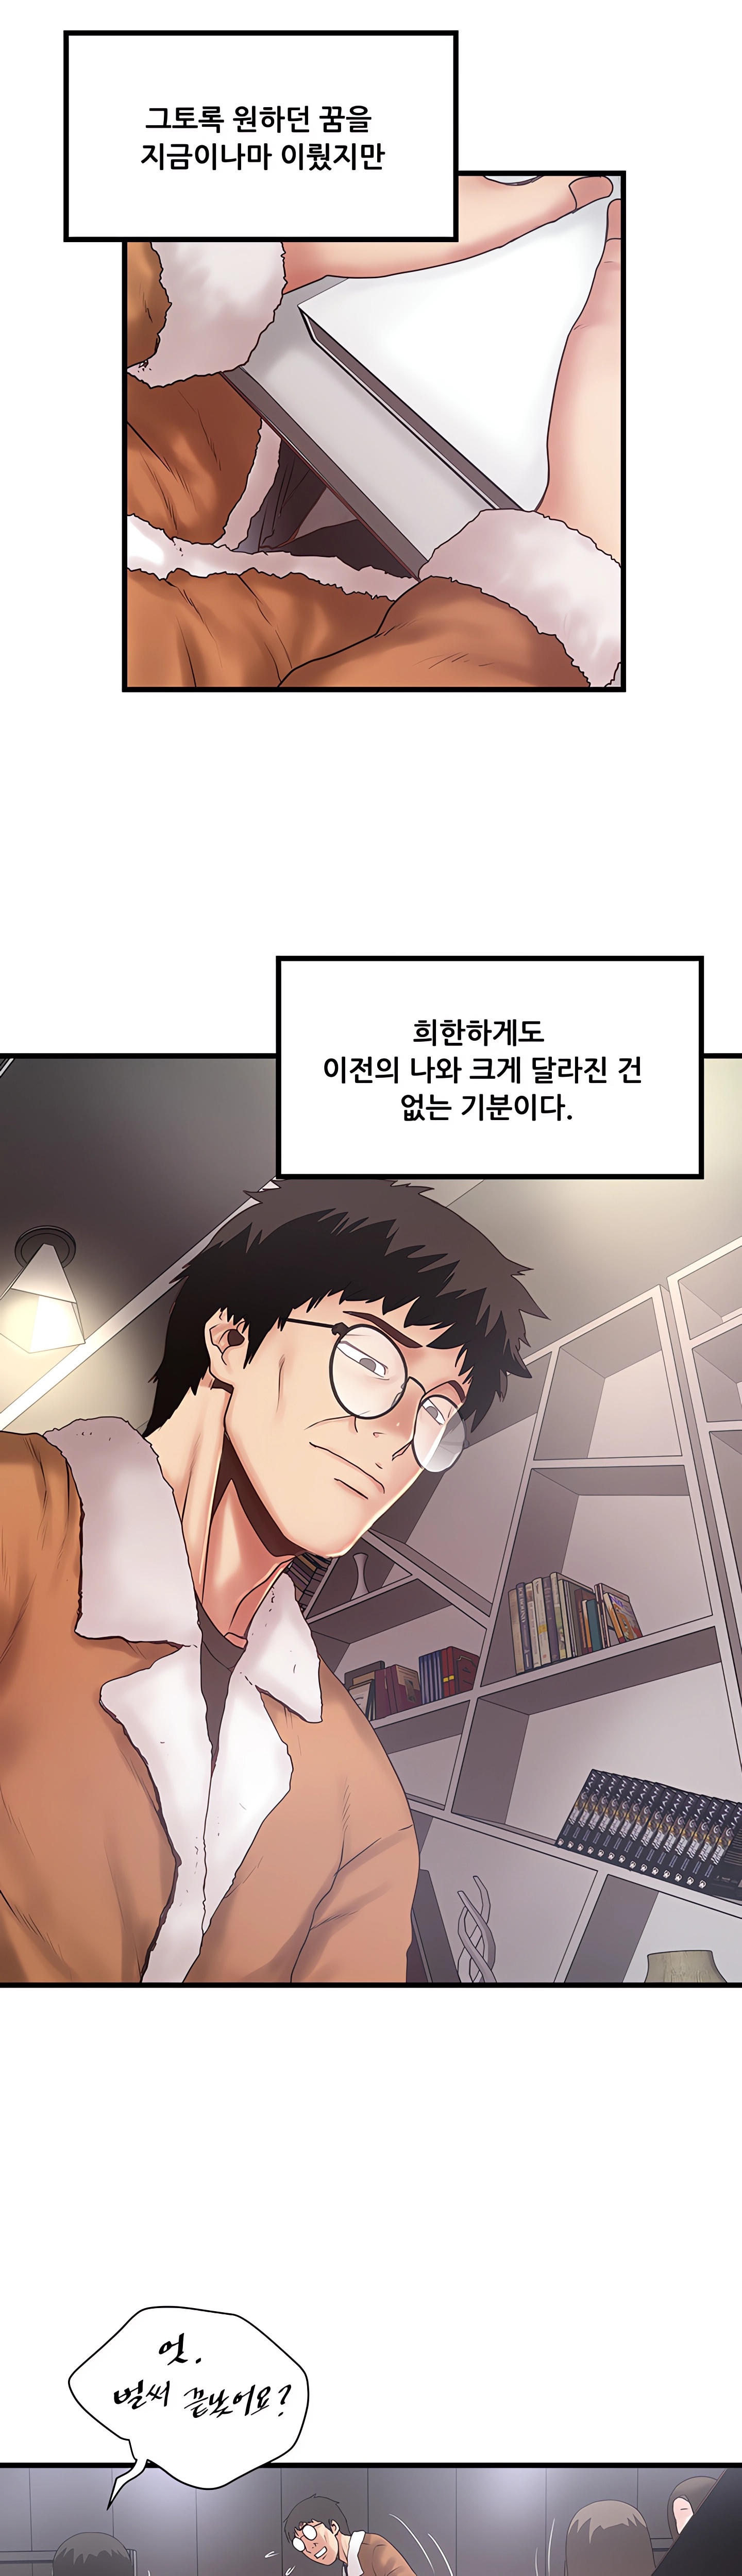 그토록 원하던 꿈을
지금이나마 이뤘지만
희한하게도
이전의 나와 크게 달라진 건
없는 기분이다.
엇.
벌써 끝났어요?